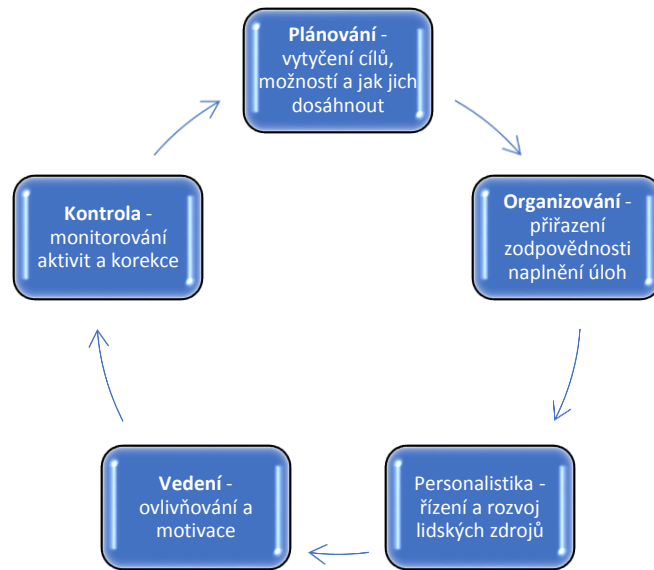 Plánování -
vytyčení cílů,
možností a jak jich
dosáhnout
Organizování -
přiřazení
zodpovědnosti
naplnění úloh
Personalistika -
řízení a rozvoj
lidských zdrojů
Vedení -
ovlivňování a
motivace
Kontrola -
monitorování
aktivit a korekce